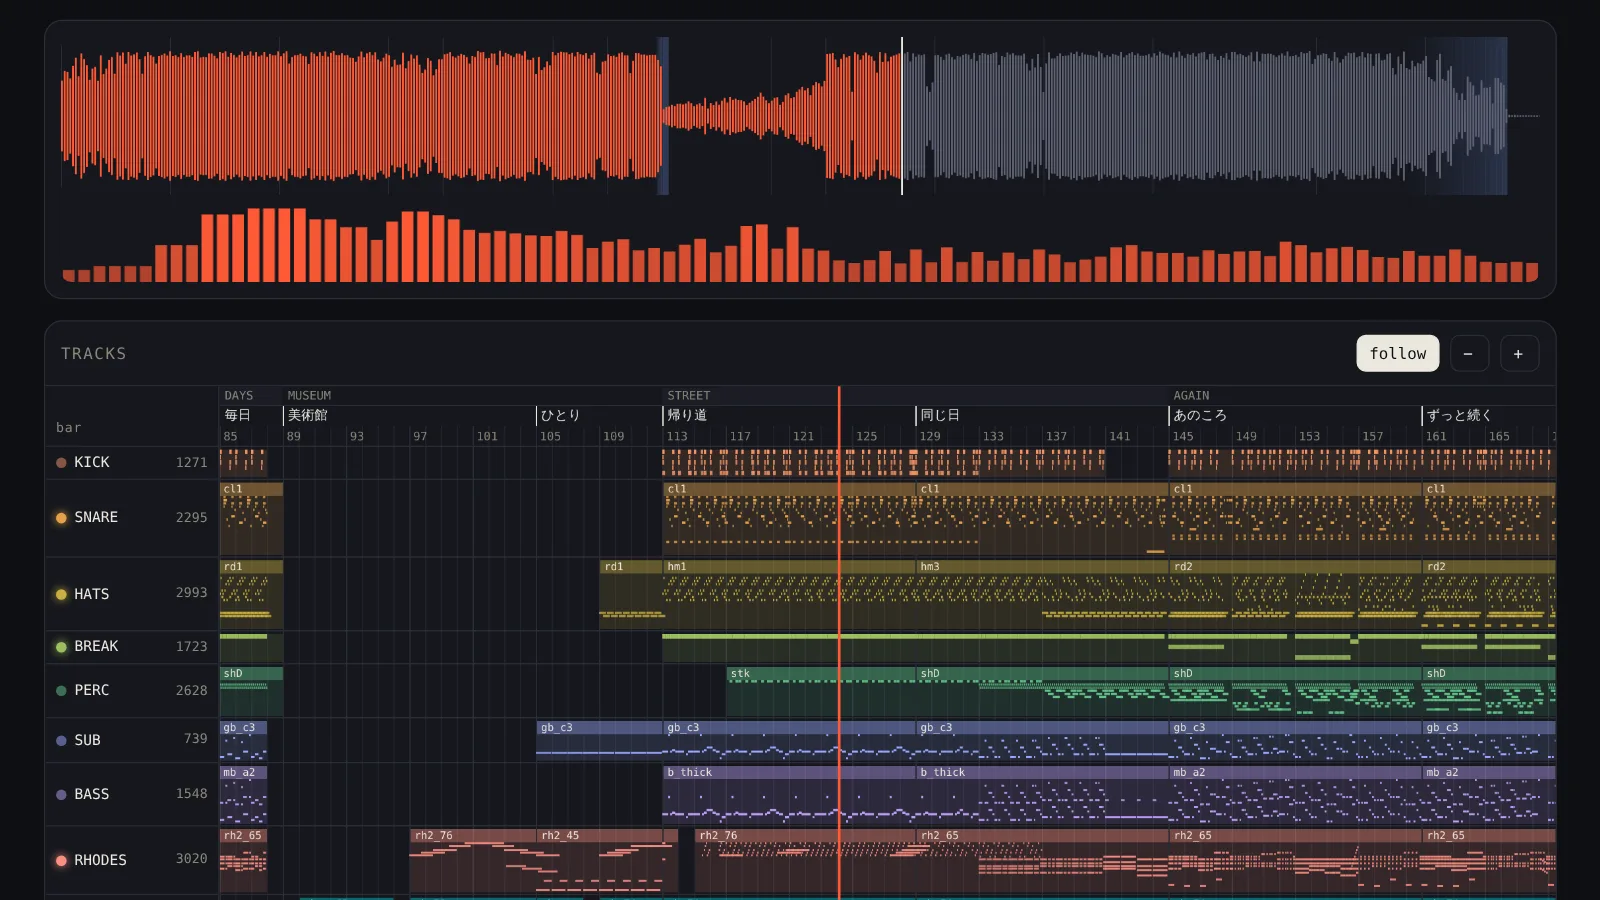 TRACKS follow − +
DAYS MUSEUM STREET AGAIN
毎日 美術館 ひとり 帰り道 同じ日 あのころ ずっと続く
bar 85 89 93 97 101 105 109 113 117 121 125 129 133 137 141 145 149 153 157 161 165
KICK 1271
cl1 cl1 cl1 cl1 cl1
SNARE 2295
rd1 rd1 hm1 hm3 rd2 rd2
HATS 2993
BREAK 1723
shD stk shD shD shD
PERC 2628
gb_c3 gb_c3 gb_c3 gb_c3 gb_c3 gb_c3
SUB 739
mb_a2 b_thick b_thick mb_a2 mb_a2
BASS 1548
rh2_65 rh2_76 rh2_45 rh2_76 rh2_65 rh2_65 rh2_65
RHODES 3020